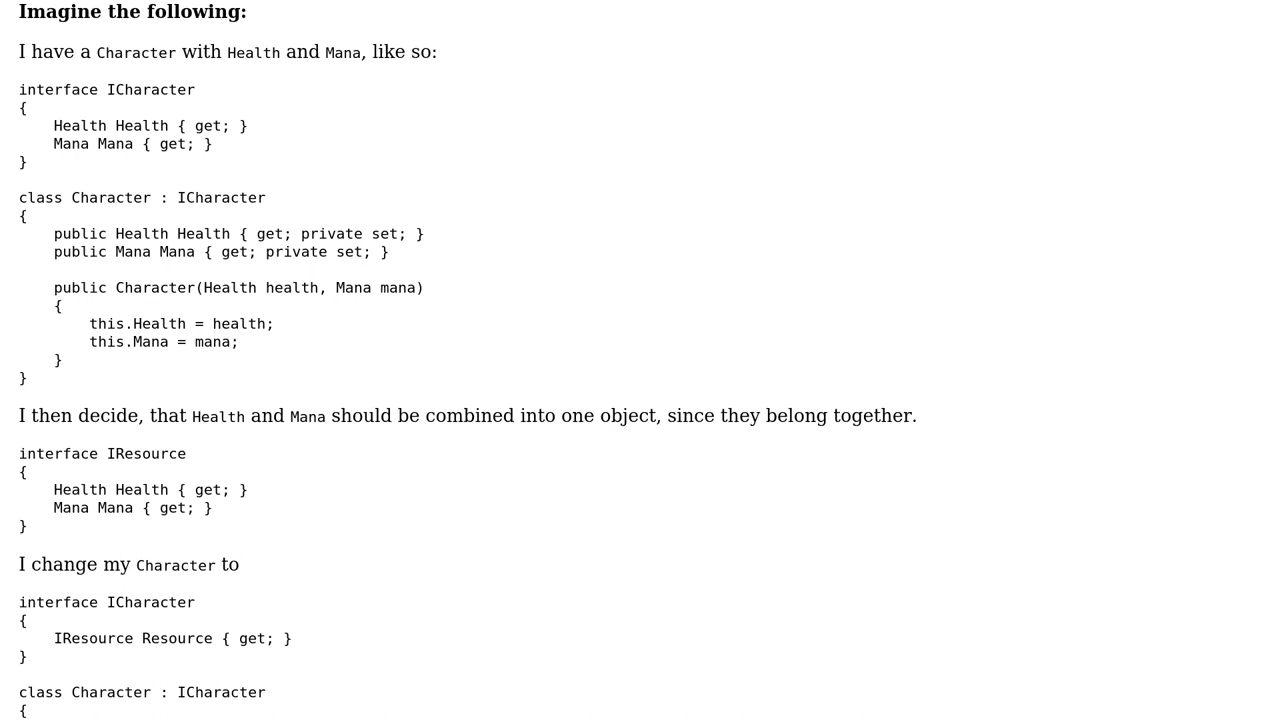 Imagine the following:
I have a Character with Health and Mana, like so:
interface ICharacter
{
    Health Health { get; }
    Mana Mana { get; }
}
class Character : ICharacter
{
    public Health Health { get; private set; }
    public Mana Mana { get; private set; }
    public Character(Health health, Mana mana)
    {
        this.Health = health;
        this.Mana = mana;
    }
}
I then decide, that Health and Mana should be combined into one object, since they belong together.
interface IResource
{
    Health Health { get; }
    Mana Mana { get; }
}
I change my Character to
interface ICharacter
{
    IResource Resource { get; }
}
class Character : ICharacter
{